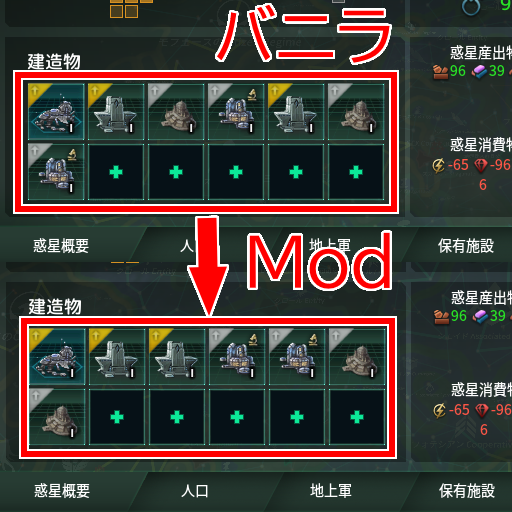 バニラ
9
建造物
惑星産出物
96 39
I I I I I I
惑星消費物
-65 -96
6
I
惑星概要 人口 地上軍 保有施設
Mod
建造物
惑星産出物
96 39
I I I I I I
惑星消費物
-65 -96
6
I
惑星概要 人口 地上軍 保有施設